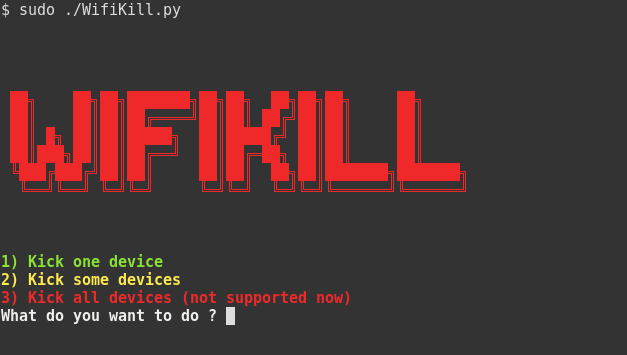 $ sudo ./WifiKill.py
WIFIKILL
1) Kick one device
2) Kick some devices
3) Kick all devices (not supported now)
What do you want to do ?